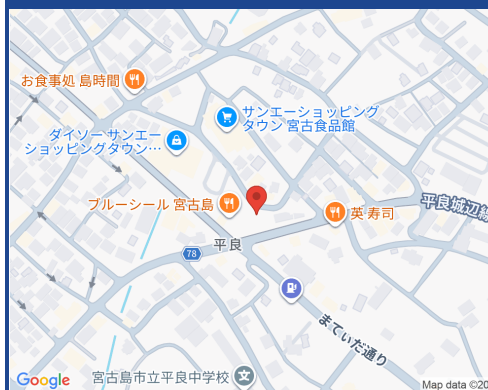 お食事処 島時間
サンエーショッピング
タウン 宮古食品館
ダイソー サンエー
ショッピングタウン…
ブルーシール 宮古島
英 寿司
平良城辺線
平良
78
まてぃだ通り
宮古島市立平良中学校
Google
Map data ©20